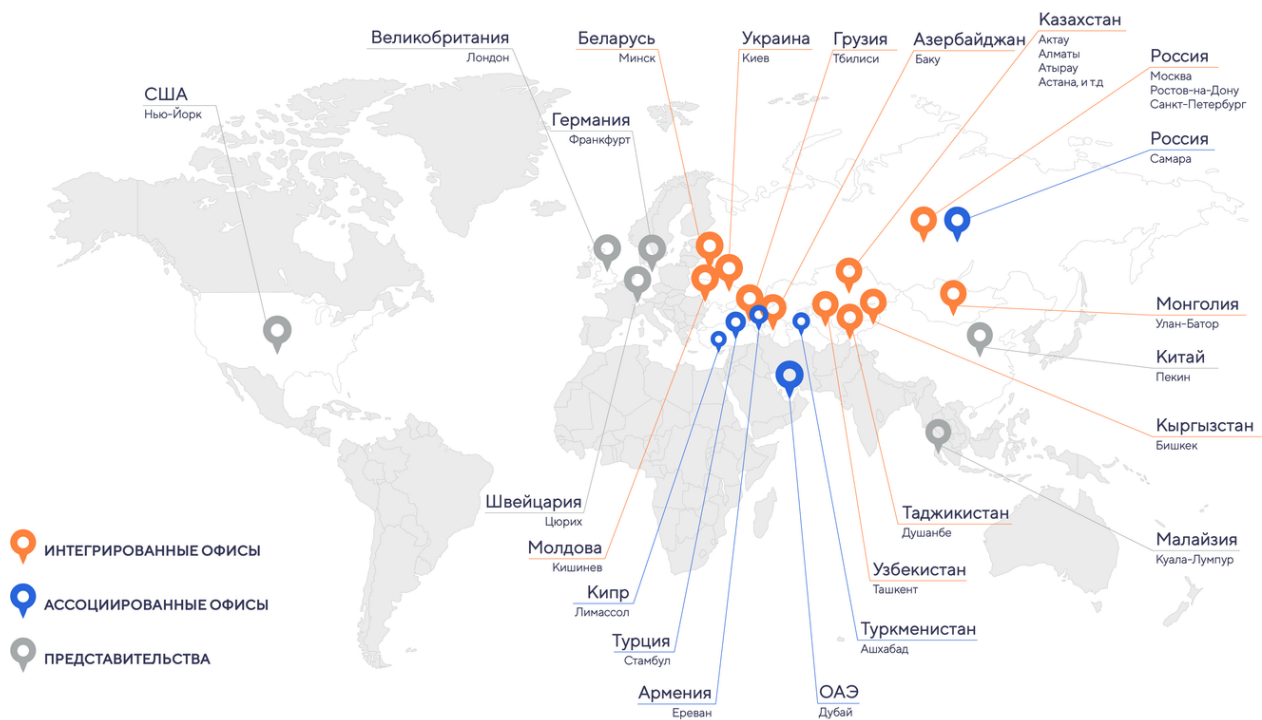 Великобритания
Лондон
Беларусь
Минск
Украина
Киев
Грузия
Тбилиси
Азербайджан
Баку
Казахстан
Актау
Алматы
Атырау
Астана, и т.д
Россия
Москва
Ростов-на-Дону
Санкт-Петербург
США
Нью-Йорк
Германия
Франкфурт
Россия
Самара
Монголия
Улан-Батор
Китай
Пекин
Кыргызстан
Бишкек
Швейцария
Цюрих
Таджикистан
Душанбе
Молдова
Кишинев
Малайзия
Куала-Лумпур
Узбекистан
Ташкент
Кипр
Лимассол
Турция
Стамбул
Туркменистан
Ашхабад
Армения
Ереван
ОАЭ
Дубай
ИНТЕГРИРОВАННЫЕ ОФИСЫ
АССОЦИИРОВАННЫЕ ОФИСЫ
ПРЕДСТАВИТЕЛЬСТВА